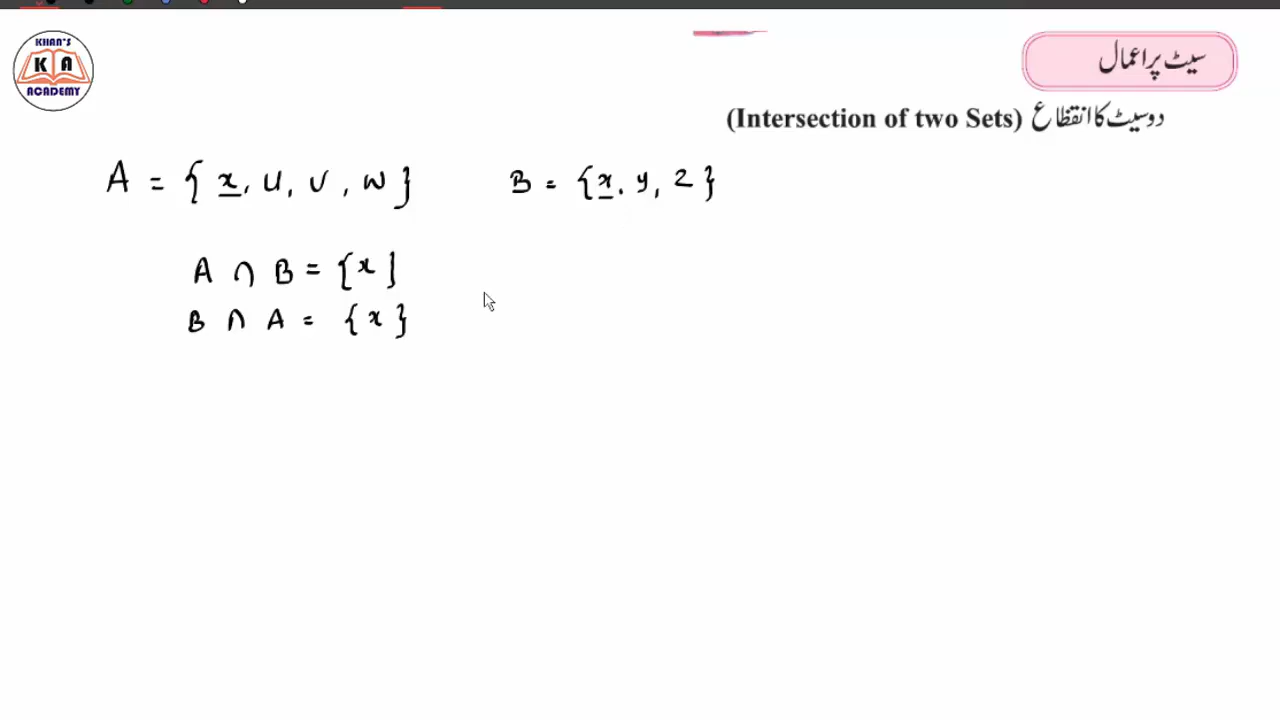 KHAN'S
K A
ACADEMY
سیٹ پر اعمال
دو سیٹ کا انقطاع (Intersection of two Sets)
A = { x, u, v, w }
B = { x, y, z }
A ∩ B = { x }
B ∩ A = { x }